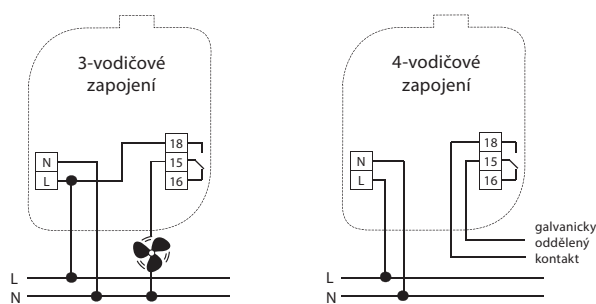 3-vodičové
zapojení
18
N
15
L
16
L
N
4-vodičové
zapojení
18
N
15
L
16
galvanicky
oddělený
kontakt
L
N